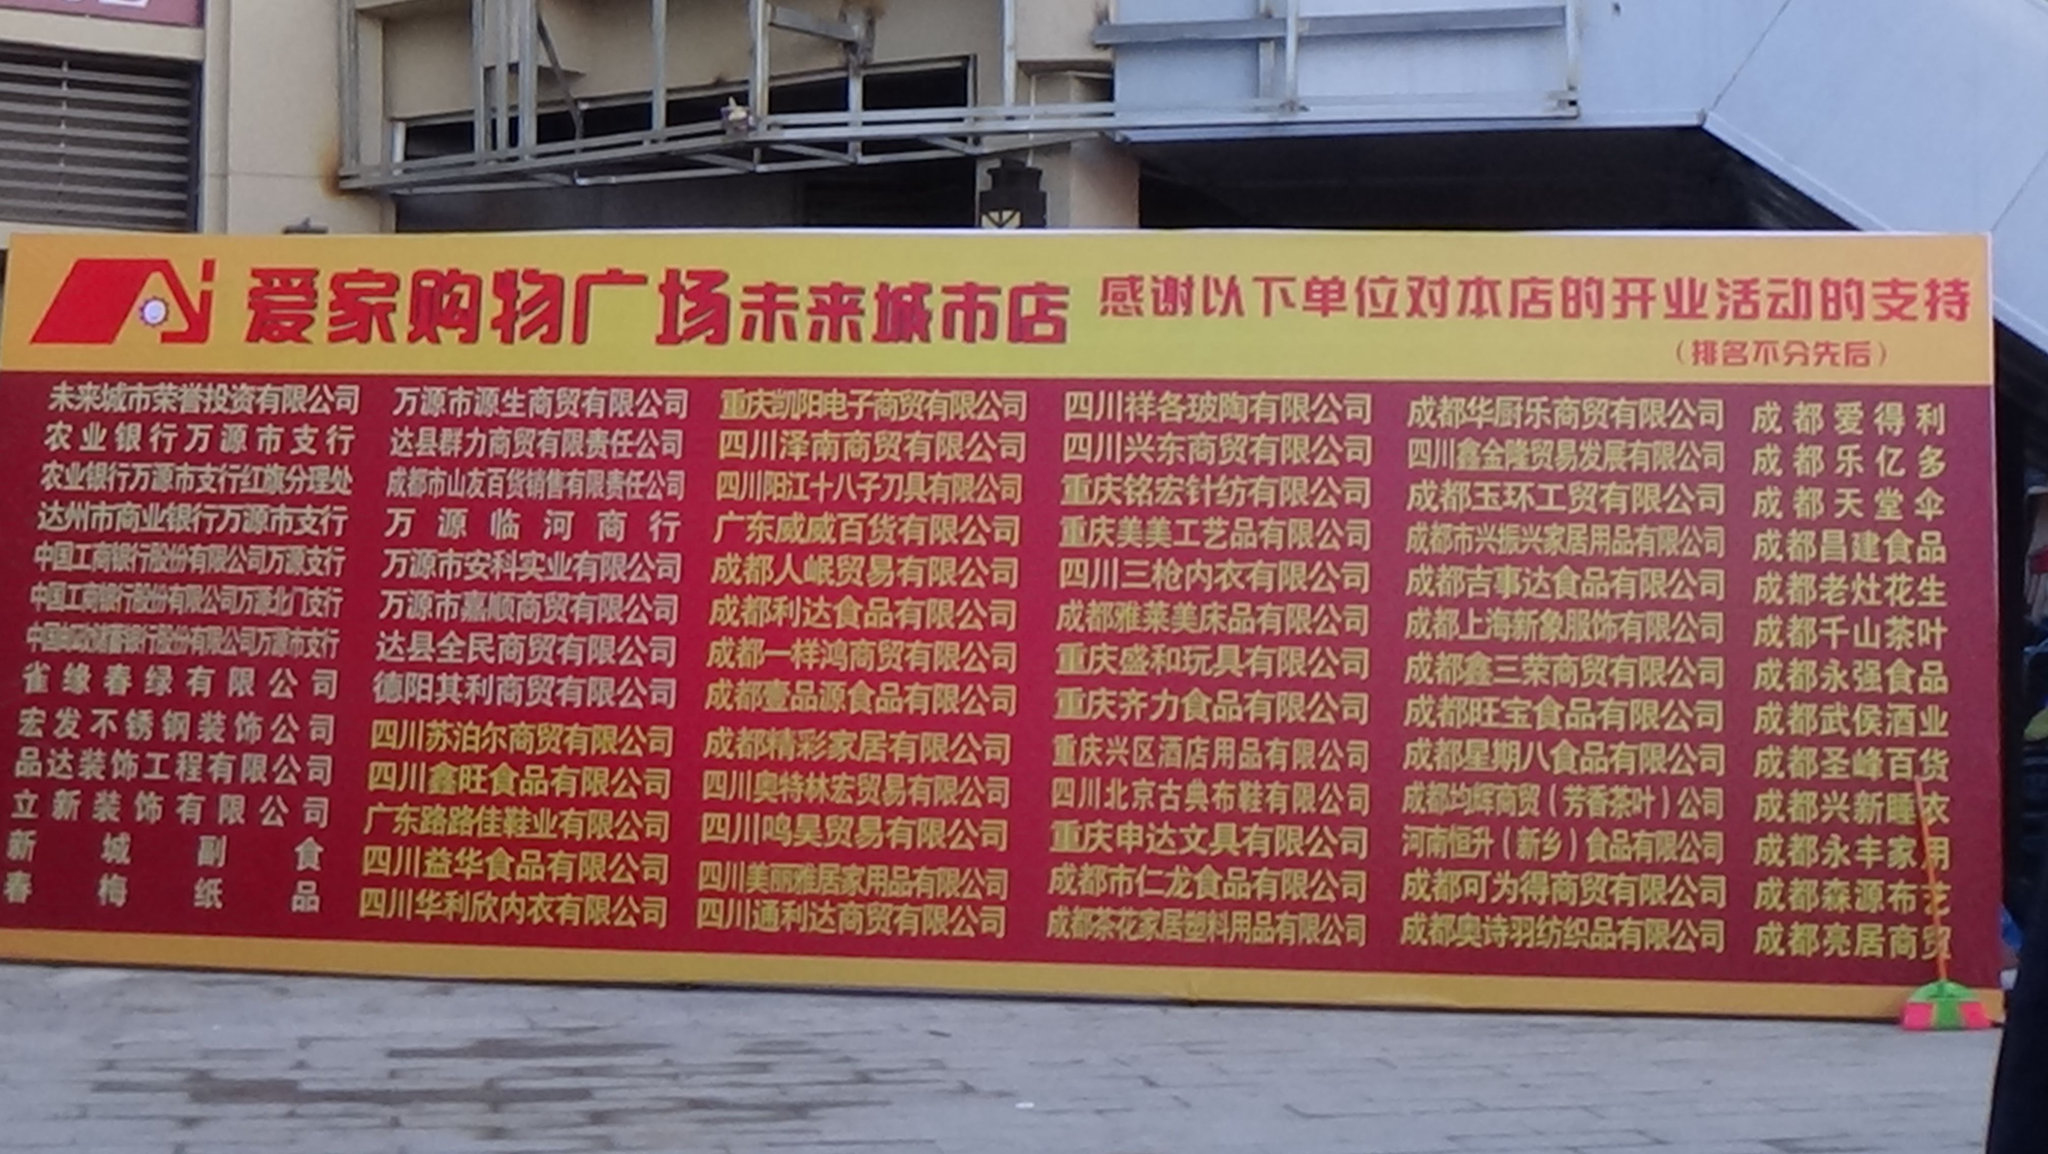 爱家购物广场未来城市店 感谢以下单位对本店的开业活动的支持
（排名不分先后）
未来城市荣誉投资有限公司
农业银行万源市支行
农业银行万源市支行红旗分理处
达州市商业银行万源市支行
中国工商银行股份有限公司万源支行
中国工商银行股份有限公司万源北门支行
中国邮政储蓄银行股份有限公司万源市支行
雀缘春绿有限公司
宏发不锈钢装饰公司
品达装饰工程有限公司
立新装饰有限公司
新城副食
春梅纸品
万源市源生商贸有限公司
达县群力商贸有限责任公司
成都市山友百货销售有限责任公司
万源临河商行
万源市安科实业有限公司
万源市嘉顺商贸有限公司
达县全民商贸有限公司
德阳其利商贸有限公司
四川苏泊尔商贸有限公司
四川鑫旺食品有限公司
广东路路佳鞋业有限公司
四川益华食品有限公司
四川华利欣内衣有限公司
重庆凯阳电子商贸有限公司
四川泽南商贸有限公司
四川阳江十八子刀具有限公司
广东威威百货有限公司
成都人岷贸易有限公司
成都利达食品有限公司
成都一样鸿商贸有限公司
成都壹品源食品有限公司
成都精彩家居有限公司
四川奥特林宏贸易有限公司
四川鸣昊贸易有限公司
四川美丽雅居家用品有限公司
四川通利达商贸有限公司
四川祥各玻陶有限公司
四川兴东商贸有限公司
重庆铭宏针纺有限公司
重庆美美工艺品有限公司
四川三枪内衣有限公司
成都雅莱美床品有限公司
重庆盛和玩具有限公司
重庆齐力食品有限公司
重庆兴区酒店用品有限公司
四川北京古典布鞋有限公司
重庆申达文具有限公司
成都市仁龙食品有限公司
成都茶花家居塑料用品有限公司
成都华厨乐商贸有限公司
四川鑫金隆贸易发展有限公司
成都玉环工贸有限公司
成都市兴振兴家居用品有限公司
成都吉事达食品有限公司
成都上海新象服饰有限公司
成都鑫三荣商贸有限公司
成都旺宝食品有限公司
成都星期八食品有限公司
成都均辉商贸（芳香茶叶）公司
河南恒升（新乡）食品有限公司
成都可为得商贸有限公司
成都奥诗羽纺织品有限公司
成都爱得利
成都乐亿多
成都天堂伞
成都昌建食品
成都老灶花生
成都千山茶叶
成都永强食品
成都武侯酒业
成都圣峰百货
成都兴新睡衣
成都永丰家用
成都森源布艺
成都亮居商贸